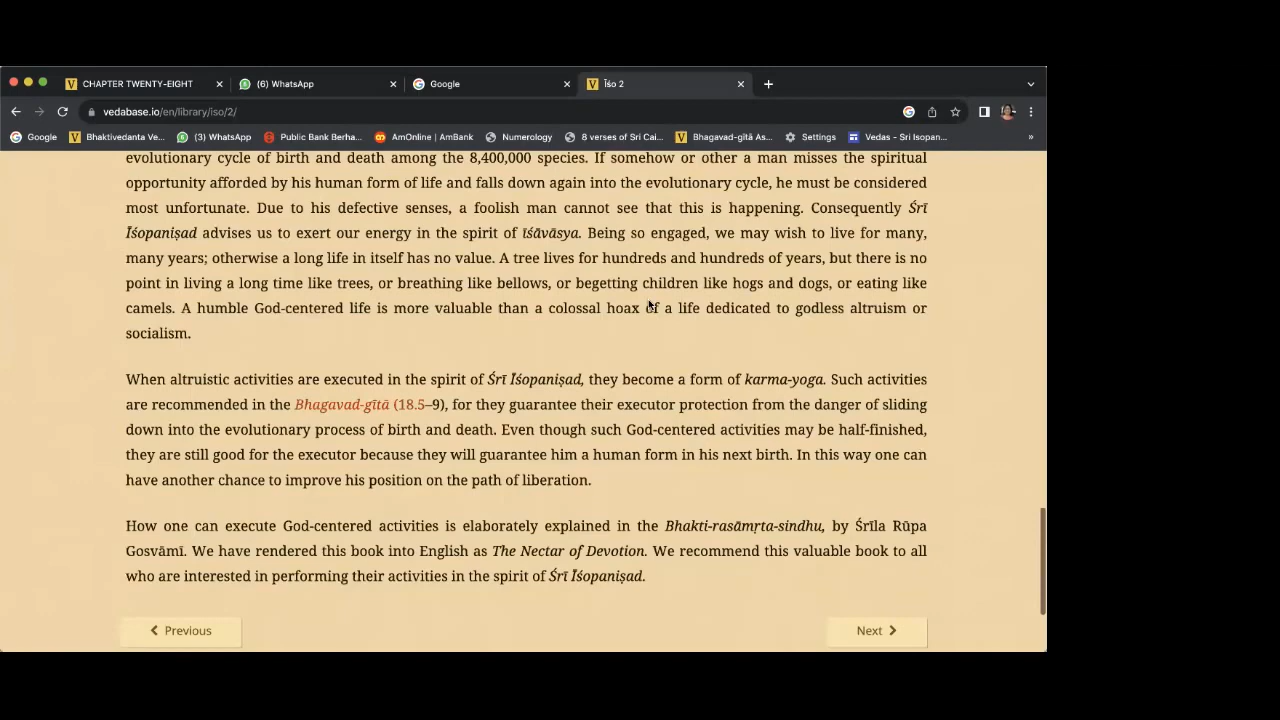 CHAPTER TWENTY-EIGHT
(6) WhatsApp
Google
Īśo 2
vedabase.io/en/library/iso/2/
Google
Bhaktivedanta Ve...
(3) WhatsApp
Public Bank Berha...
AmOnline | AmBank
Numerology
8 verses of Sri Cai...
Bhagavad-gītā As...
Settings
Vedas - Sri Isopan...
»
evolutionary cycle of birth and death among the 8,400,000 species. If somehow or other a man misses the spiritual
opportunity afforded by his human form of life and falls down again into the evolutionary cycle, he must be considered
most unfortunate. Due to his defective senses, a foolish man cannot see that this is happening. Consequently Śrī
Īśopaniṣad advises us to exert our energy in the spirit of īśāvāsya. Being so engaged, we may wish to live for many,
many years; otherwise a long life in itself has no value. A tree lives for hundreds and hundreds of years, but there is no
point in living a long time like trees, or breathing like bellows, or begetting children like hogs and dogs, or eating like
camels. A humble God-centered life is more valuable than a colossal hoax of a life dedicated to godless altruism or
socialism.
When altruistic activities are executed in the spirit of Śrī Īśopaniṣad, they become a form of karma-yoga. Such activities
are recommended in the Bhagavad-gītā (18.5–9), for they guarantee their executor protection from the danger of sliding
down into the evolutionary process of birth and death. Even though such God-centered activities may be half-finished,
they are still good for the executor because they will guarantee him a human form in his next birth. In this way one can
have another chance to improve his position on the path of liberation.
How one can execute God-centered activities is elaborately explained in the Bhakti-rasāmṛta-sindhu, by Śrīla Rūpa
Gosvāmī. We have rendered this book into English as The Nectar of Devotion. We recommend this valuable book to all
who are interested in performing their activities in the spirit of Śrī Īśopaniṣad.
Previous
Next